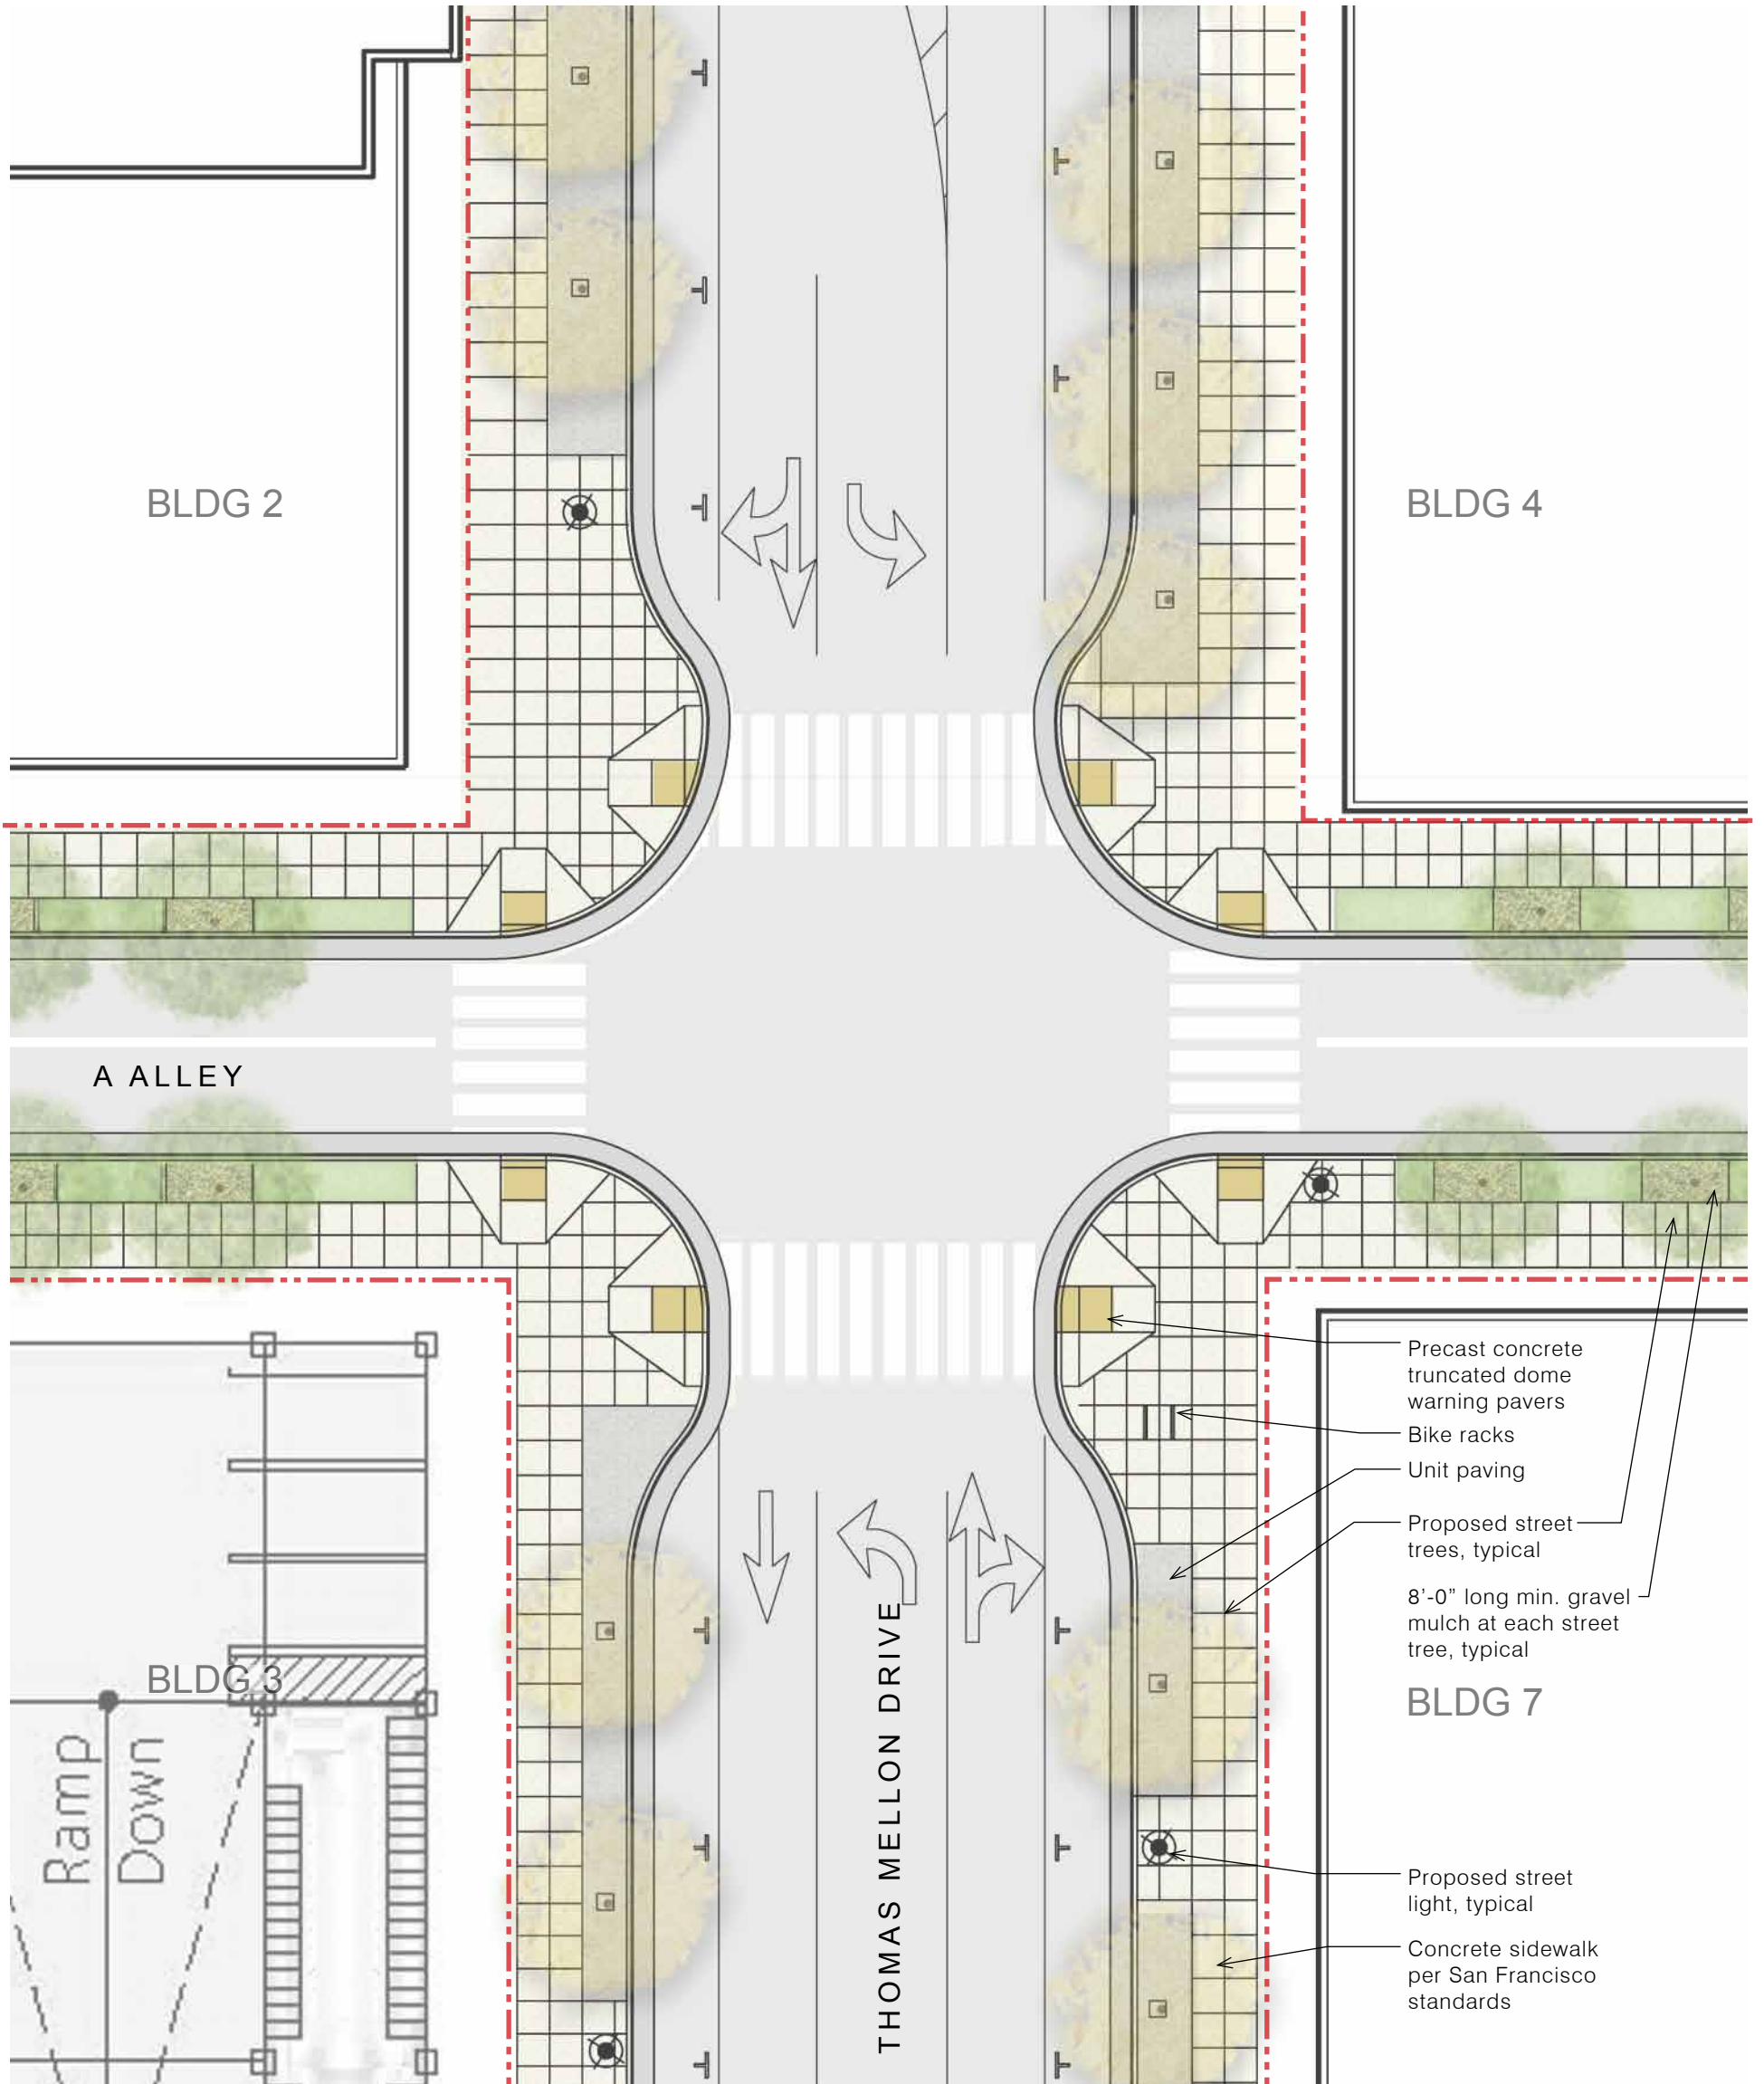 BLDG 2
BLDG 4
A ALLEY
Precast concrete
truncated dome
warning pavers
Bike racks
Unit paving
Proposed street
trees, typical
8’-0” long min. gravel
mulch at each street
tree, typical
BLDG 3
BLDG 7
Ramp
Down
THOMAS MELLON DRIVE
Proposed street
light, typical
Concrete sidewalk
per San Francisco
standards